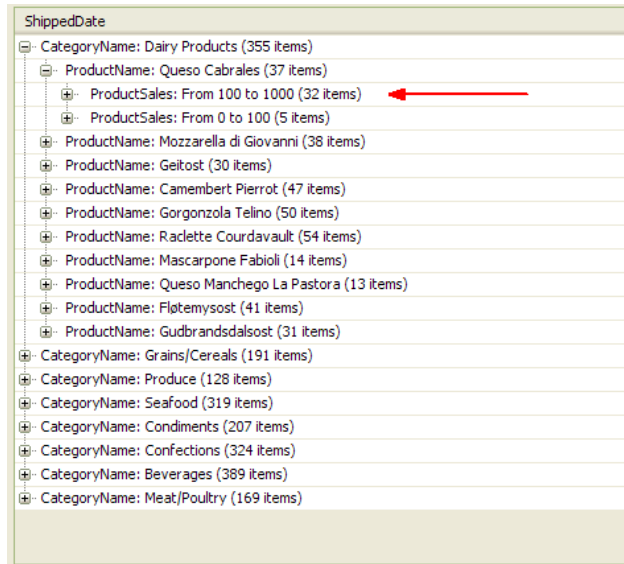 ShippedDate
CategoryName: Dairy Products (355 items)
ProductName: Queso Cabrales (37 items)
ProductSales: From 100 to 1000 (32 items)
ProductSales: From 0 to 100 (5 items)
ProductName: Mozzarella di Giovanni (38 items)
ProductName: Geitost (30 items)
ProductName: Camembert Pierrot (47 items)
ProductName: Gorgonzola Telino (50 items)
ProductName: Raclette Courdavault (54 items)
ProductName: Mascarpone Fabioli (14 items)
ProductName: Queso Manchego La Pastora (13 items)
ProductName: Fløtemysost (41 items)
ProductName: Gudbrandsdalsost (31 items)
CategoryName: Grains/Cereals (191 items)
CategoryName: Produce (128 items)
CategoryName: Seafood (319 items)
CategoryName: Condiments (207 items)
CategoryName: Confections (324 items)
CategoryName: Beverages (389 items)
CategoryName: Meat/Poultry (169 items)